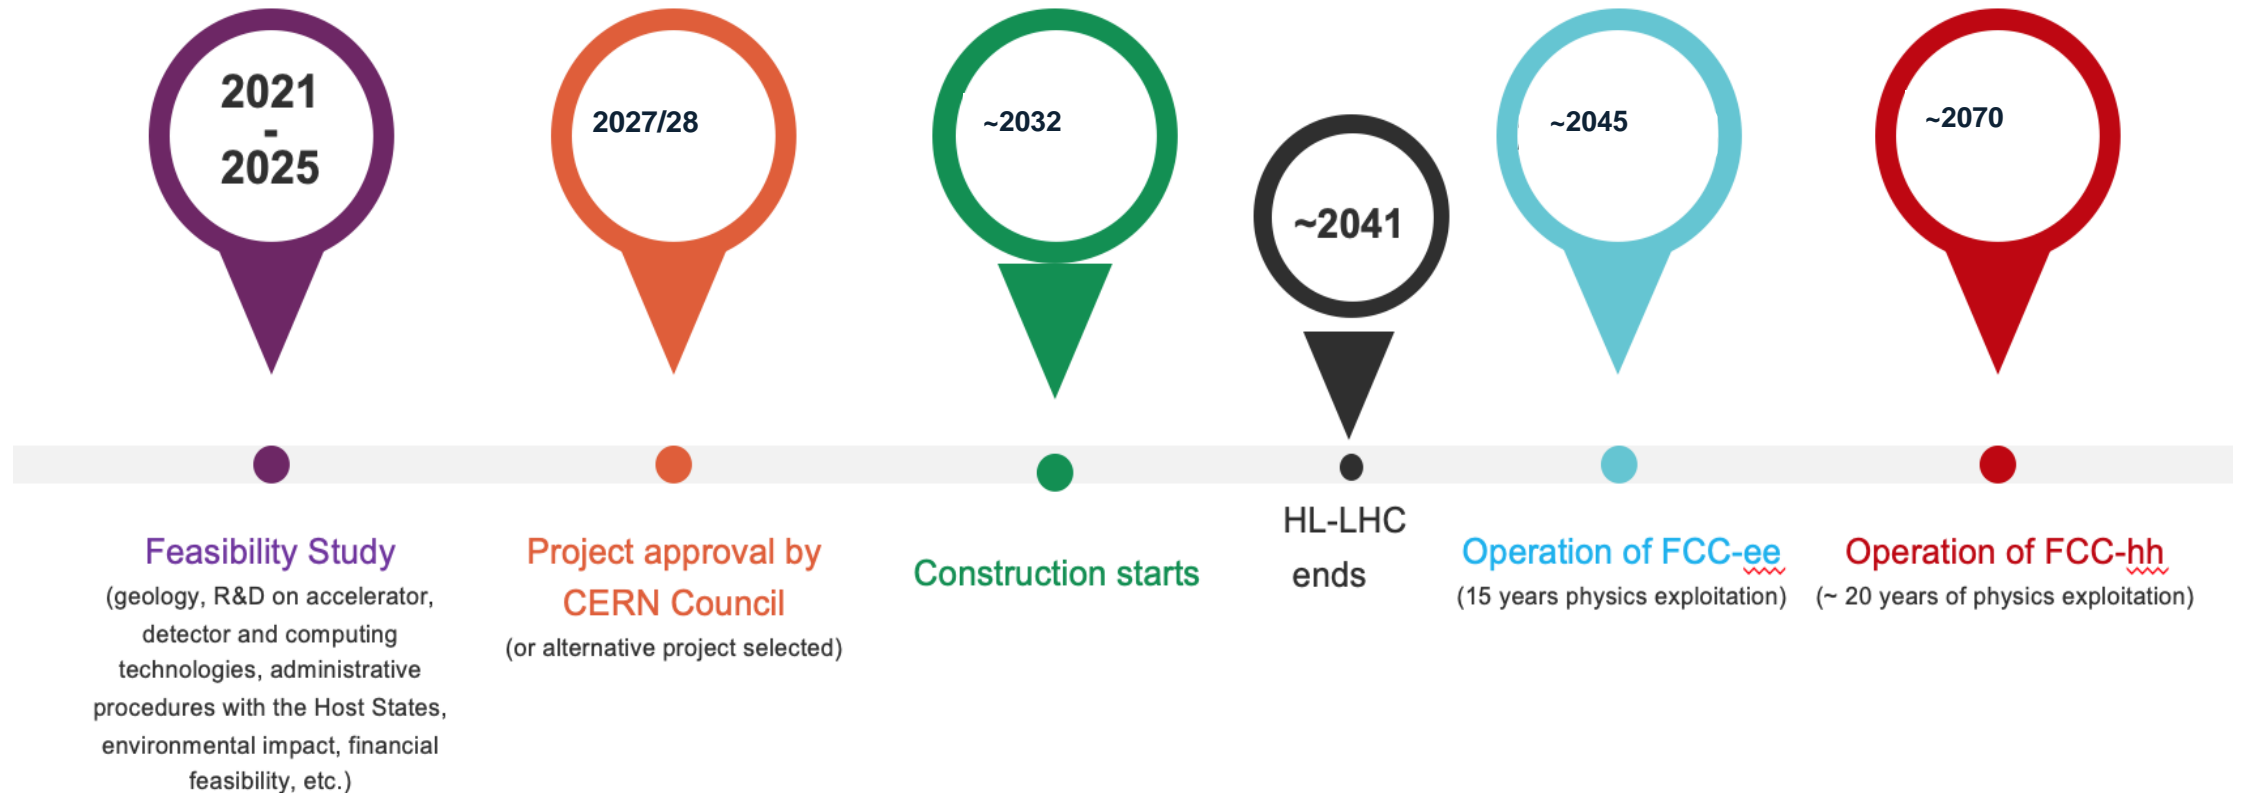 2021
-
2025
2027/28
~2032
~2041
~2045
~2070
Feasibility Study
(geology, R&D on accelerator,
detector and computing
technologies, administrative
procedures with the Host States,
environmental impact, financial
feasibility, etc.)
Project approval by
CERN Council
(or alternative project selected)
Construction starts
HL-LHC
ends
Operation of FCC-ee
(15 years physics exploitation)
Operation of FCC-hh
(~ 20 years of physics exploitation)